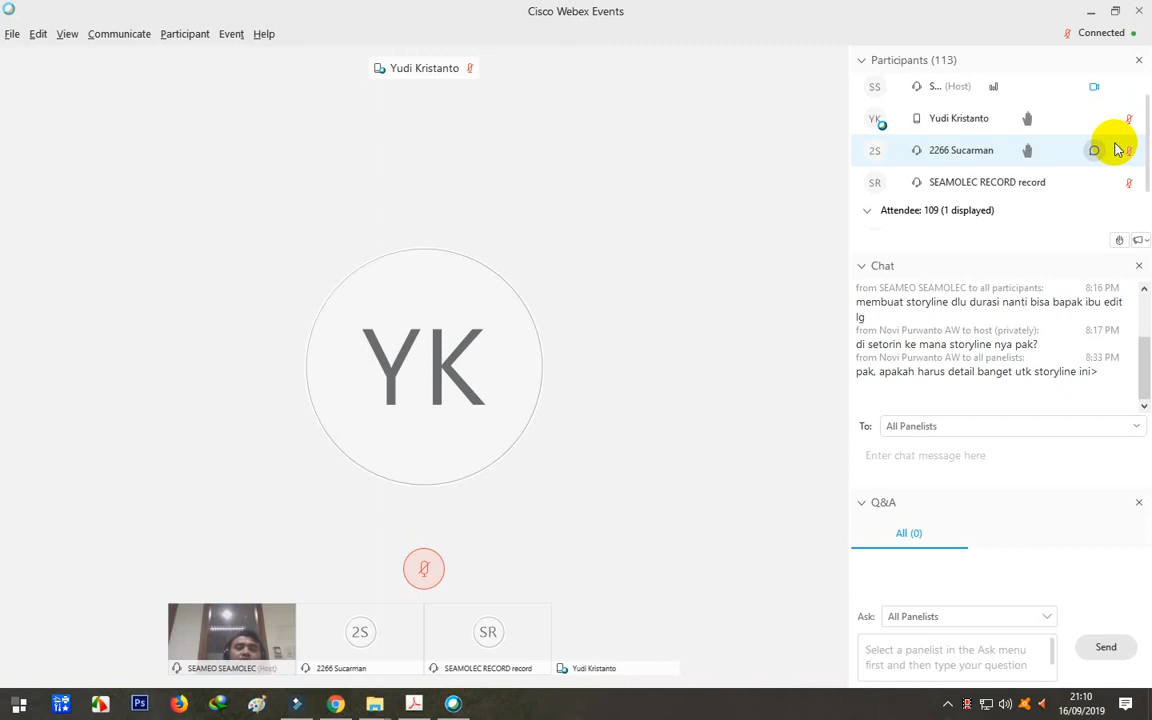 Cisco Webex Events
File Edit View Communicate Participant Event Help
Connected
Yudi Kristanto
Participants (113)
SS S... (Host)
YK Yudi Kristanto
2S 2266 Sucarman
SR SEAMOLEC RECORD record
Attendee: 109 (1 displayed)
Chat
from SEAMEO SEAMOLEC to all participants: 8:16 PM
membuat storyline dlu durasi nanti bisa bapak ibu edit
lg
from Novi Purwanto AW to host (privately): 8:17 PM
di setorin ke mana storyline nya pak?
from Novi Purwanto AW to all panelists: 8:33 PM
pak, apakah harus detail banget utk storyline ini>
To: All Panelists
Enter chat message here
Q&A
All (0)
Ask: All Panelists
Select a panelist in the Ask menu
first and then type your question
Send
YK
2S
SR
SEAMEO SEAMOLEC (Host)
2266 Sucarman
SEAMOLEC RECORD record
Yudi Kristanto
Ps
21:10
16/09/2019